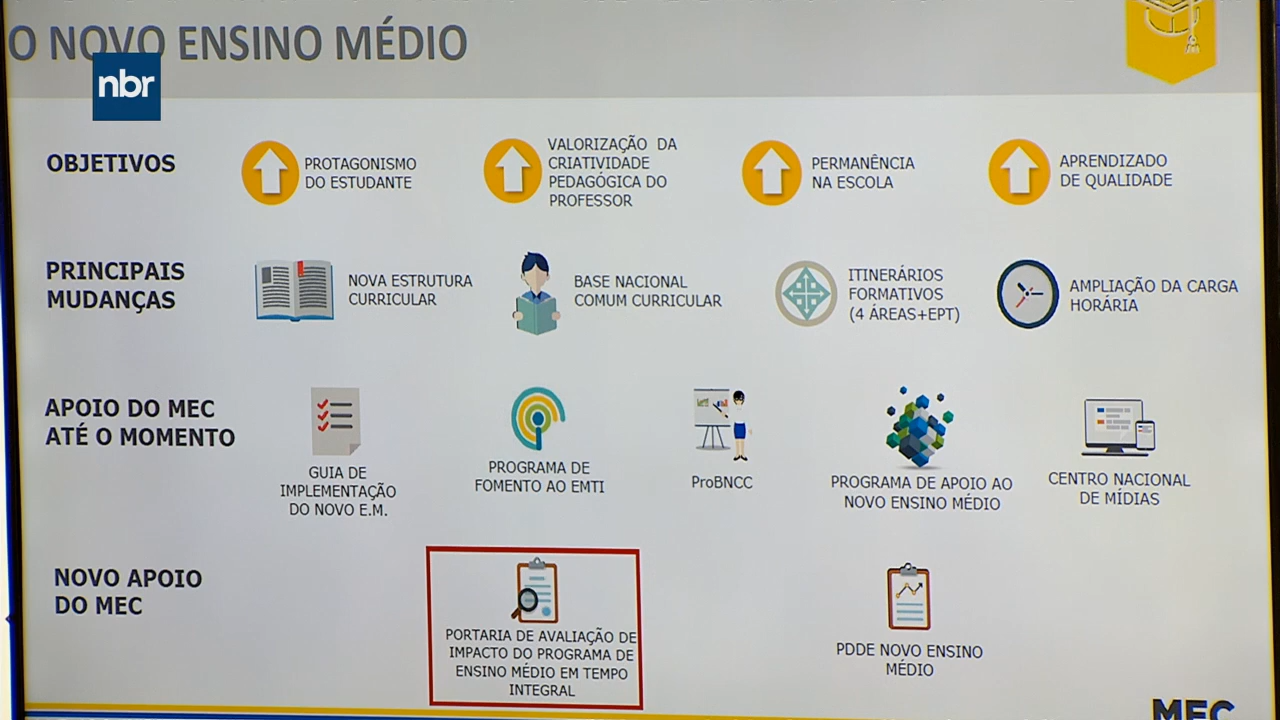 O NOVO ENSINO MÉDIO
nbr
OBJETIVOS
PROTAGONISMO
DO ESTUDANTE
VALORIZAÇÃO DA
CRIATIVIDADE
PEDAGÓGICA DO
PROFESSOR
PERMANÊNCIA
NA ESCOLA
APRENDIZADO
DE QUALIDADE
PRINCIPAIS
MUDANÇAS
NOVA ESTRUTURA
CURRICULAR
BASE NACIONAL
COMUM CURRICULAR
ITINERÁRIOS
FORMATIVOS
(4 ÁREAS+EPT)
AMPLIAÇÃO DA CARGA
HORÁRIA
APOIO DO MEC
ATÉ O MOMENTO
GUIA DE
IMPLEMENTAÇÃO
DO NOVO E.M.
PROGRAMA DE
FOMENTO AO EMTI
ProBNCC
PROGRAMA DE APOIO AO
NOVO ENSINO MÉDIO
CENTRO NACIONAL
DE MÍDIAS
NOVO APOIO
DO MEC
PORTARIA DE AVALIAÇÃO DE
IMPACTO DO PROGRAMA DE
ENSINO MÉDIO EM TEMPO
INTEGRAL
PDDE NOVO ENSINO
MÉDIO
MEC